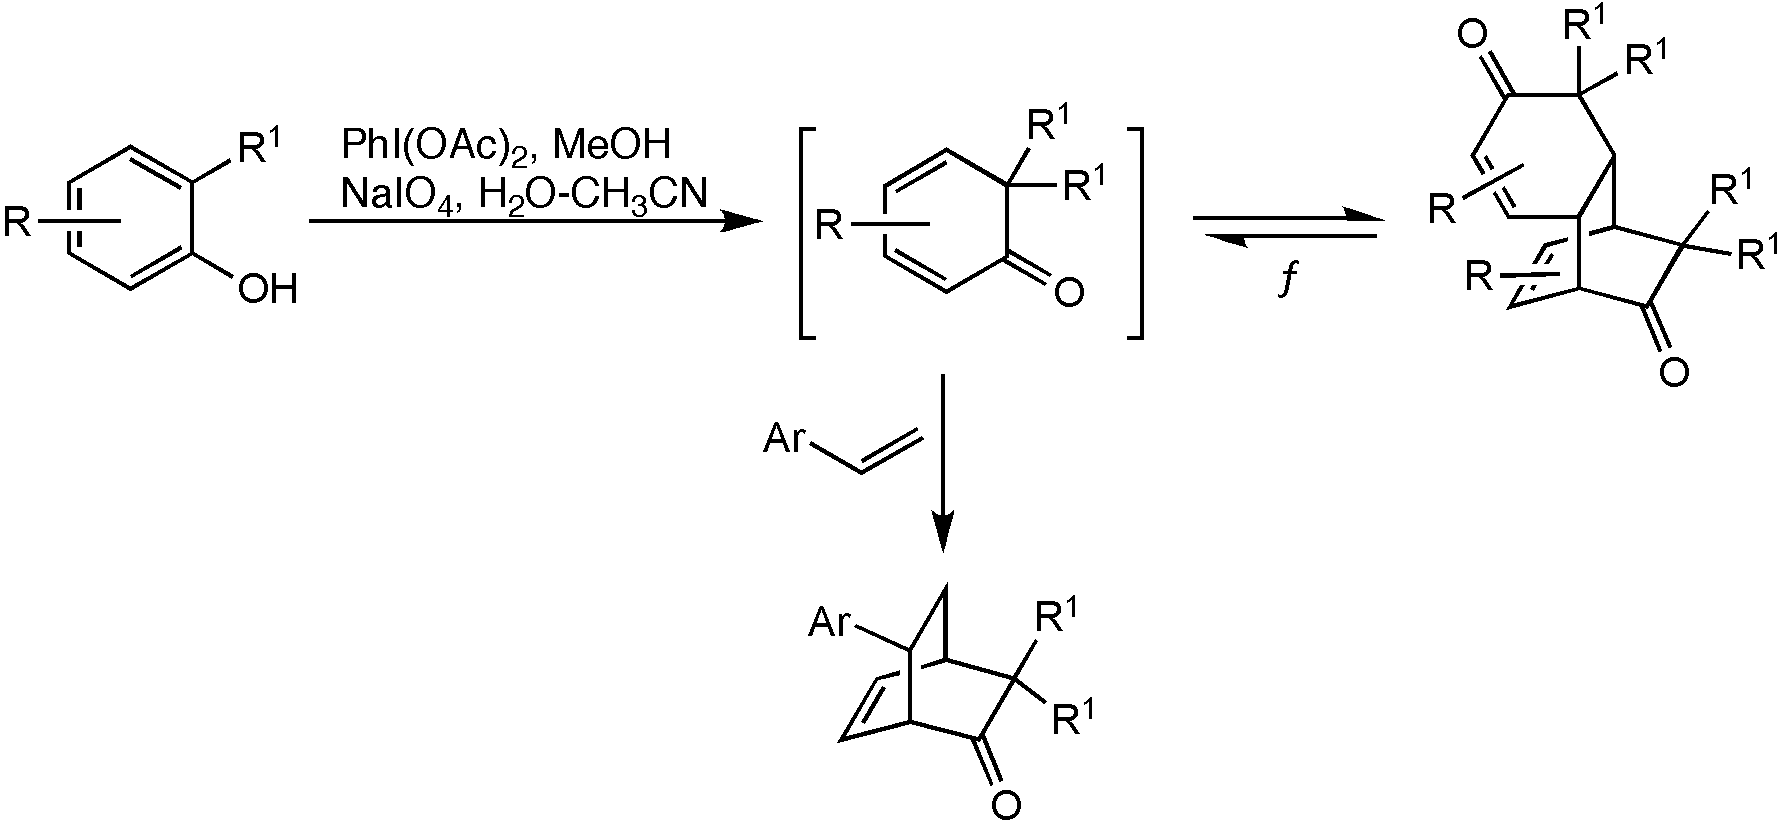 O
R¹
R¹
PhI(OAc)₂, MeOH
NaIO₄, H₂O-CH₃CN
R¹
R
OH
R¹
R¹
R
O
f
R
R
R¹
R¹
O
Ar
Ar
R¹
R¹
O